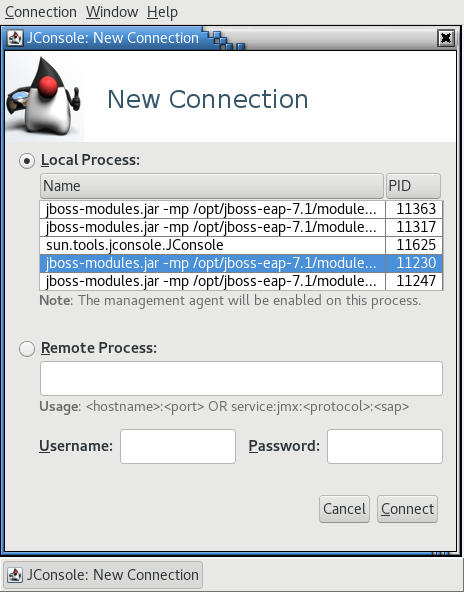 Connection Window Help
JConsole: New Connection
New Connection
Local Process:
Name PID
jboss-modules.jar -mp /opt/jboss-eap-7.1/module... 11363
jboss-modules.jar -mp /opt/jboss-eap-7.1/module... 11317
sun.tools.jconsole.JConsole 11625
jboss-modules.jar -mp /opt/jboss-eap-7.1/module... 11230
jboss-modules.jar -mp /opt/jboss-eap-7.1/module... 11247
Note: The management agent will be enabled on this process.
Remote Process:
Usage: <hostname>:<port> OR service:jmx:<protocol>:<sap>
Username: Password:
Cancel Connect
JConsole: New Connection